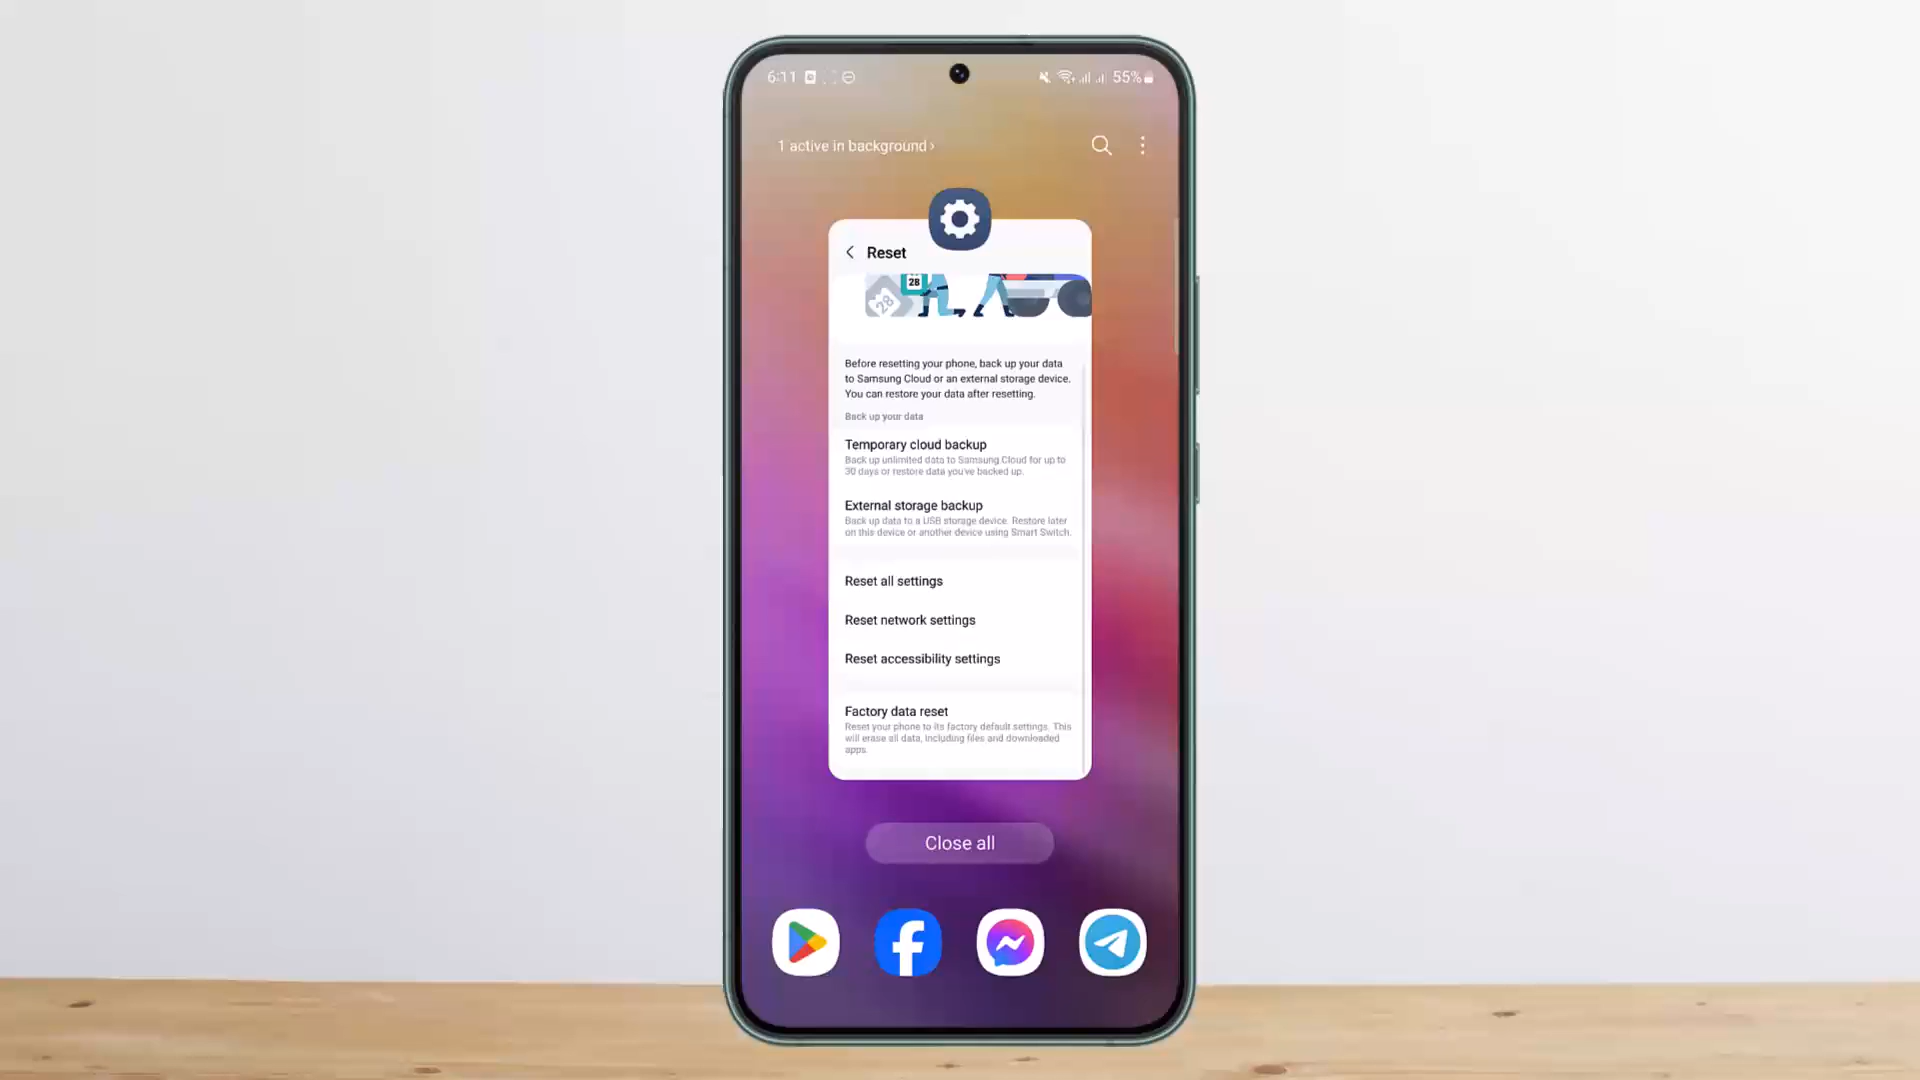 6:11
55%
1 active in background ›
Reset
28
28
Before resetting your phone, back up your data
to Samsung Cloud or an external storage device.
You can restore your data after resetting.
Back up your data
Temporary cloud backup
Back up unlimited data to Samsung Cloud for up to
30 days or restore data you've backed up.
External storage backup
Back up data to a USB storage device. Restore later
on this device or another device using Smart Switch.
Reset all settings
Reset network settings
Reset accessibility settings
Factory data reset
Reset your phone to its factory default settings. This
will erase all data, including files and downloaded
apps.
Close all